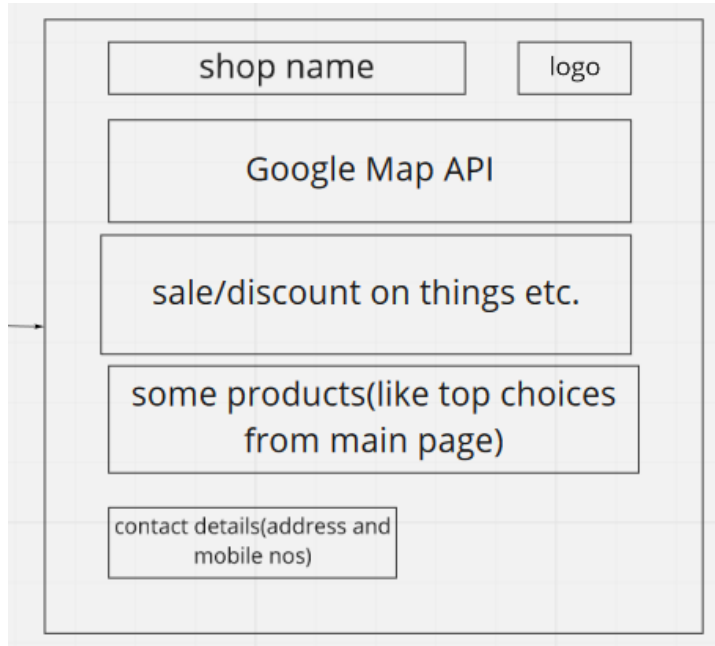 shop name
logo
Google Map API
sale/discount on things etc.
some products(like top choices
from main page)
contact details(address and
mobile nos)